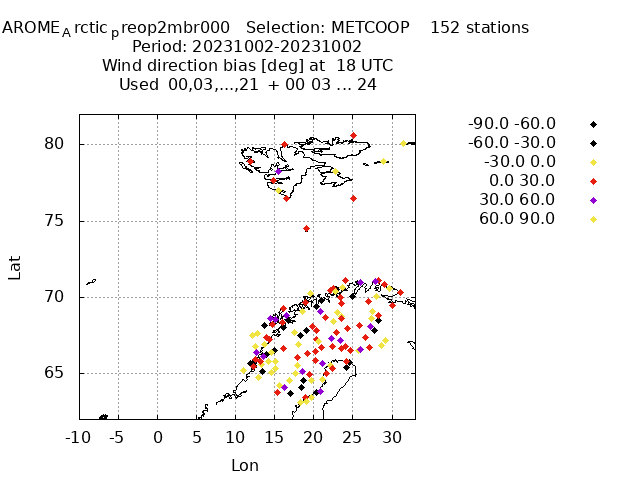 AROME_Arctic_preop2mbr000 Selection: METCOOP 152 stations
Period: 20231002-20231002
Wind direction bias [deg] at 18 UTC
Used 00,03,...,21 + 00 03 ... 24
-90.0 -60.0
-60.0 -30.0
-30.0 0.0
0.0 30.0
30.0 60.0
60.0 90.0
80
75
70
65
Lat
-10 -5 0 5 10 15 20 25 30
Lon